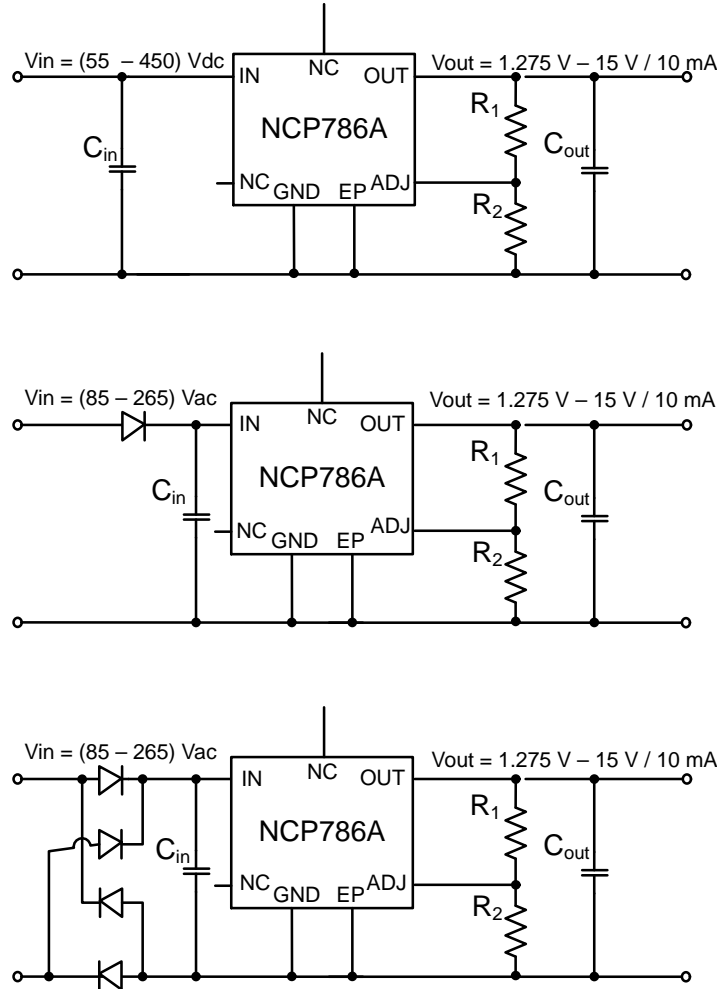 Vin = (55 – 450) Vdc
NC
Vout = 1.275 V – 15 V / 10 mA
IN
OUT
R1
Cin
NCP786A
Cout
NC
GND
EP
ADJ
R2
Vin = (85 – 265) Vac
NC
Vout = 1.275 V – 15 V / 10 mA
IN
OUT
R1
Cin
NCP786A
Cout
NC
GND
EP
ADJ
R2
Vin = (85 – 265) Vac
NC
Vout = 1.275 V – 15 V / 10 mA
IN
OUT
R1
Cin
NCP786A
Cout
NC
GND
EP
ADJ
R2